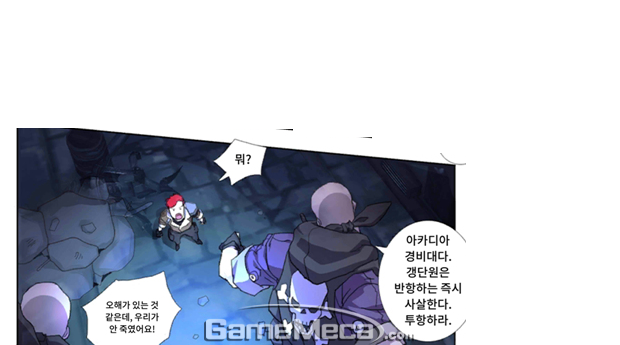 뭐?
아카디아
경비대다.
갱단원은
반항하는 즉시
사살한다.
투항하라.
오해가 있는 것
같은데, 우리가
안 죽였어요!
GameMeca.com